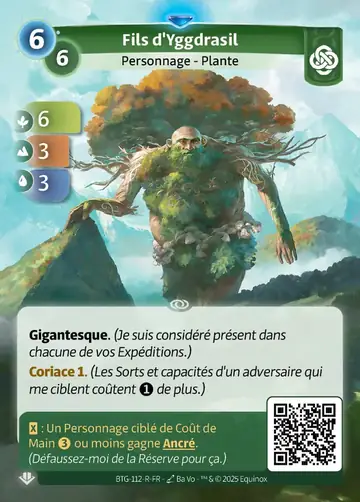 6
6
Fils d'Yggdrasil
Personnage - Plante
6
3
3
Gigantesque. (Je suis considéré présent dans
chacune de vos Expéditions.)
Coriace 1. (Les Sorts et capacités d'un adversaire qui
me ciblent coûtent 1 de plus.)
X : Un Personnage ciblé de Coût de
Main 3 ou moins gagne Ancré.
(Défaussez-moi de la Réserve pour ça.)
BTG-112-R-FR - Ba Vo - ™ & © 2025 Equinox